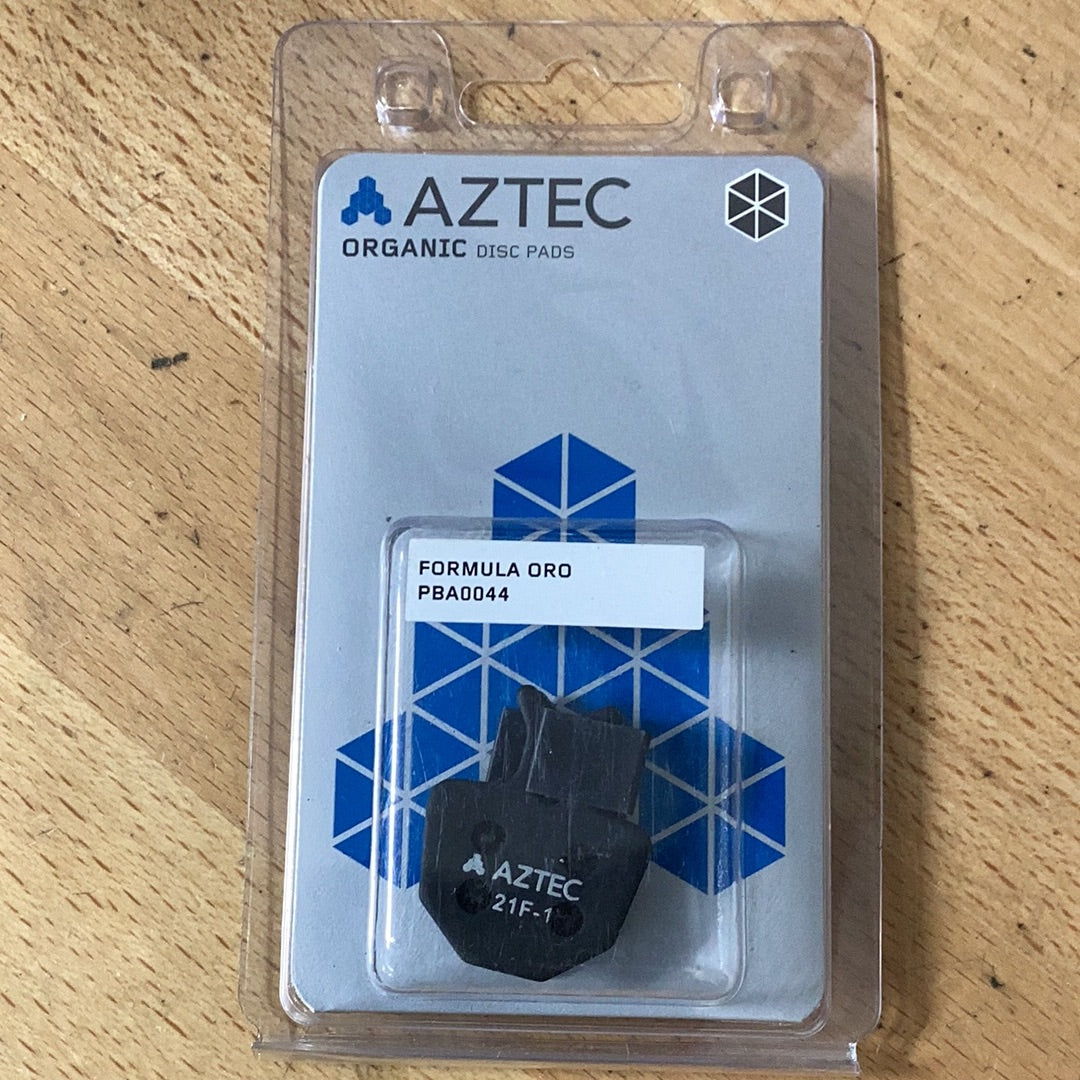 AZTEC
ORGANIC DISC PADS
FORMULA ORO
PBA0044
AZTEC
21F-1